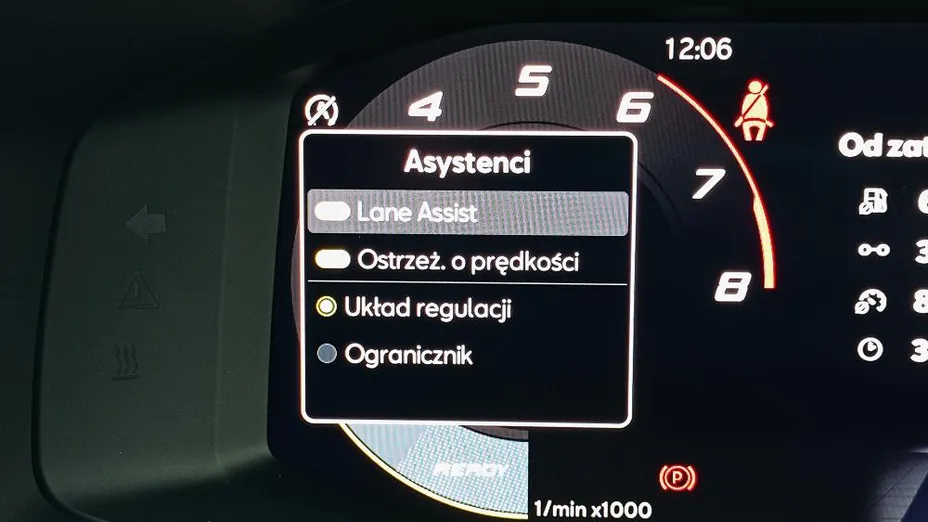 12:06
4
5
6
7
8
Asystenci
Lane Assist
Ostrzeż. o prędkości
Układ regulacji
Ogranicznik
READY
1/min x1000
P
Od